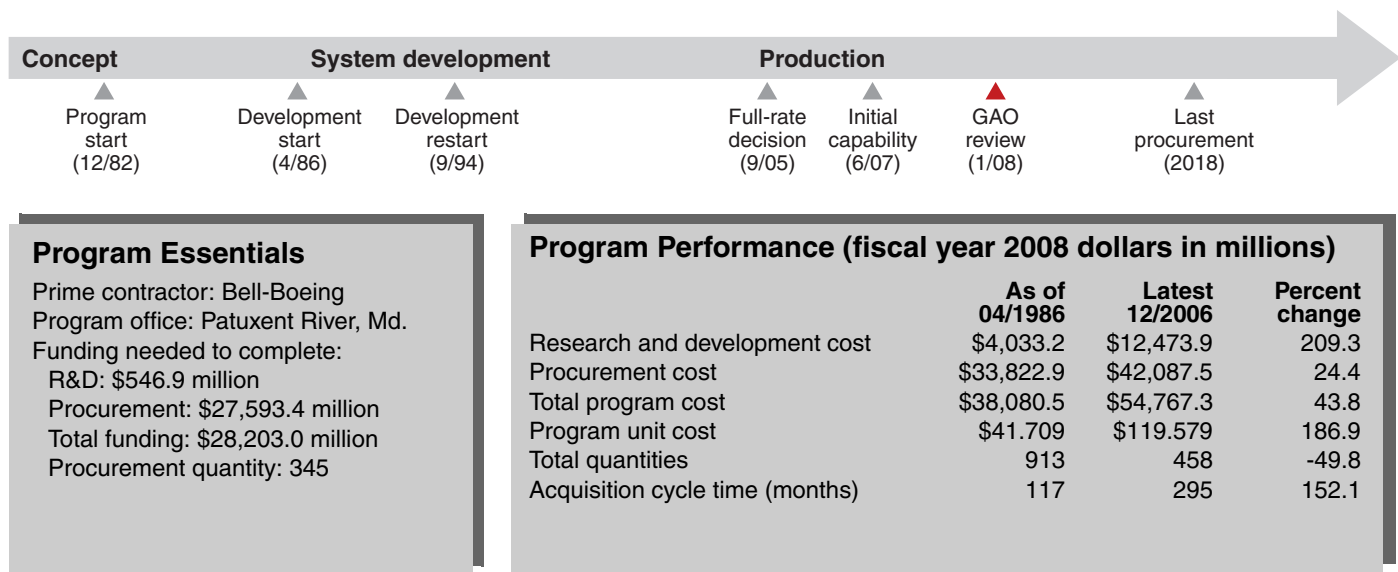 Concept System development Production
Program start (12/82)
Development start (4/86)
Development restart (9/94)
Full-rate decision (9/05)
Initial capability (6/07)
GAO review (1/08)
Last procurement (2018)
Program Essentials
Prime contractor: Bell-Boeing
Program office: Patuxent River, Md.
Funding needed to complete:
R&D: $546.9 million
Procurement: $27,593.4 million
Total funding: $28,203.0 million
Procurement quantity: 345
Program Performance (fiscal year 2008 dollars in millions)
As of Latest Percent
04/1986 12/2006 change
Research and development cost $4,033.2 $12,473.9 209.3
Procurement cost $33,822.9 $42,087.5 24.4
Total program cost $38,080.5 $54,767.3 43.8
Program unit cost $41.709 $119.579 186.9
Total quantities 913 458 -49.8
Acquisition cycle time (months) 117 295 152.1